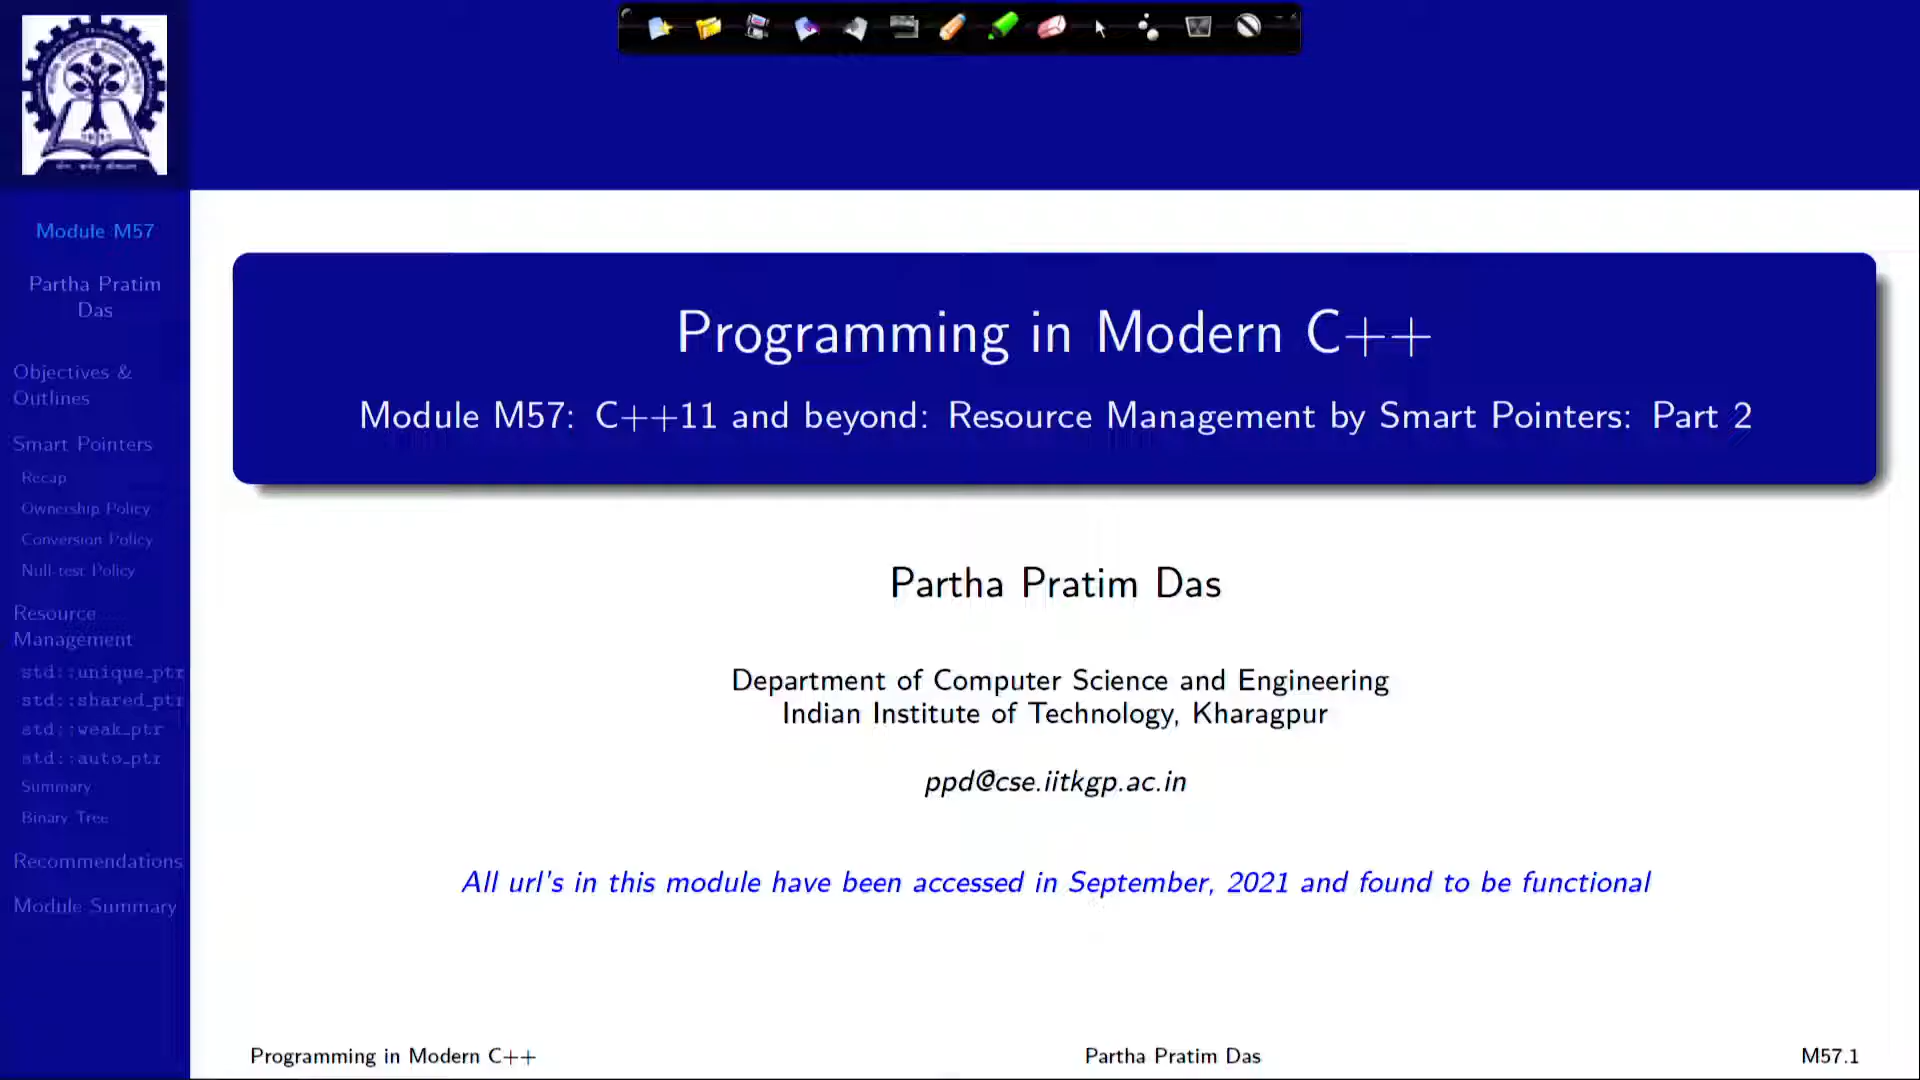 Module M57
Partha Pratim
Das
Objectives &
Outlines
Smart Pointers
Recap
Ownership Policy
Conversion Policy
Null-test Policy
Resource
Management
std::unique_ptr
std::shared_ptr
std::weak_ptr
std::auto_ptr
Summary
Binary Tree
Recommendations
Module Summary
Programming in Modern C++
Module M57: C++11 and beyond: Resource Management by Smart Pointers: Part 2
Partha Pratim Das
Department of Computer Science and Engineering
Indian Institute of Technology, Kharagpur
ppd@cse.iitkgp.ac.in
All url's in this module have been accessed in September, 2021 and found to be functional
Programming in Modern C++
Partha Pratim Das
M57.1